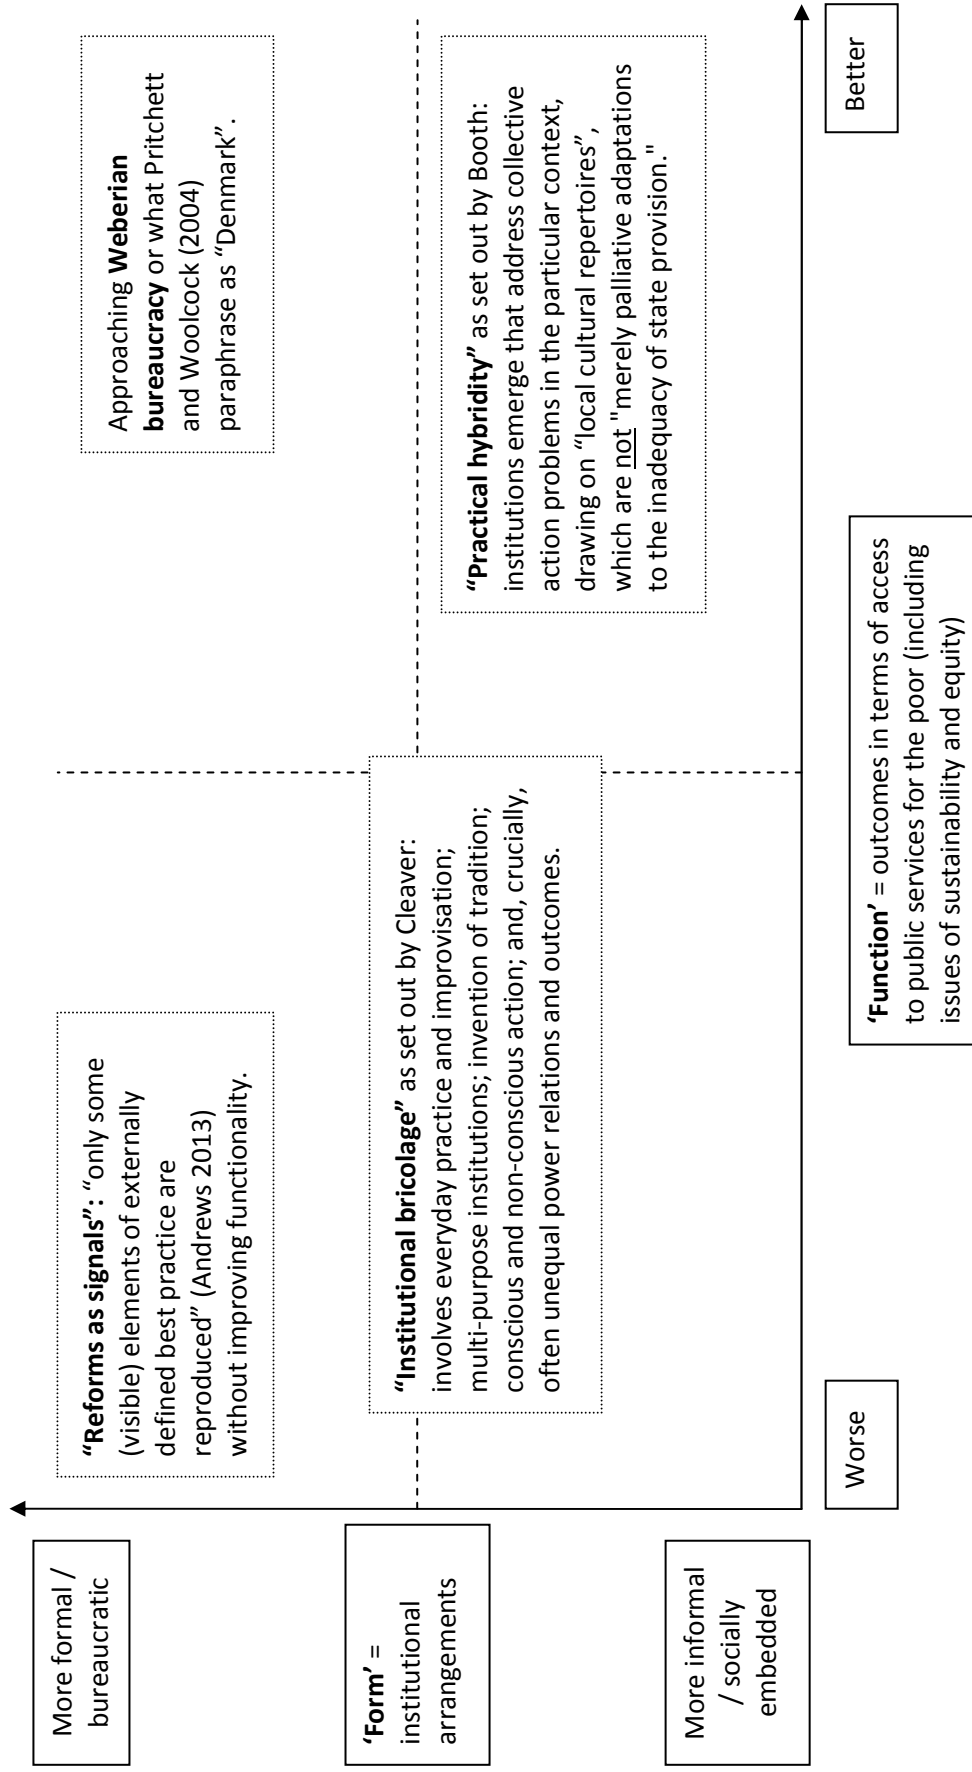 More formal /
bureaucratic
‘Form’ =
institutional
arrangements
More informal
/ socially
embedded
“Reforms as signals”: “only some
(visible) elements of externally
defined best practice are
reproduced” (Andrews 2013)
without improving functionality.
Approaching Weberian
bureaucracy or what Pritchett
and Woolcock (2004)
paraphrase as “Denmark”.
“Institutional bricolage” as set out by Cleaver:
involves everyday practice and improvisation;
multi-purpose institutions; invention of tradition;
conscious and non-conscious action; and, crucially,
often unequal power relations and outcomes.
“Practical hybridity” as set out by Booth:
institutions emerge that address collective
action problems in the particular context,
drawing on “local cultural repertoires”,
which are not "merely palliative adaptations
to the inadequacy of state provision."
Worse
Better
‘Function’ = outcomes in terms of access
to public services for the poor (including
issues of sustainability and equity)